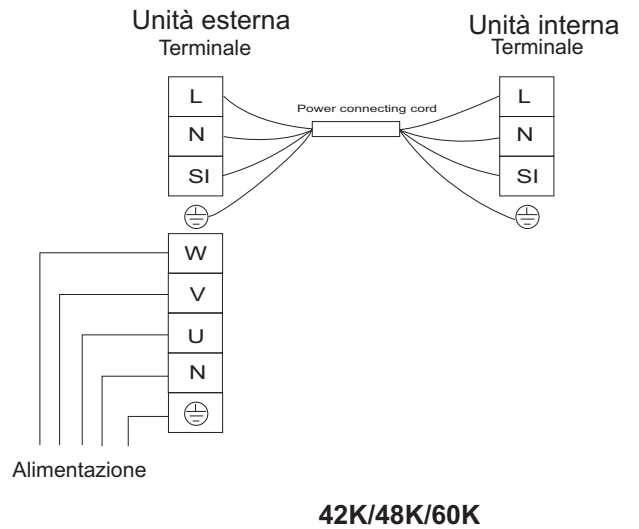 Unità esterna
Terminale
Unità interna
Terminale
Power connecting cord
L
N
SI
L
N
SI
W
V
U
N
Alimentazione
42K/48K/60K